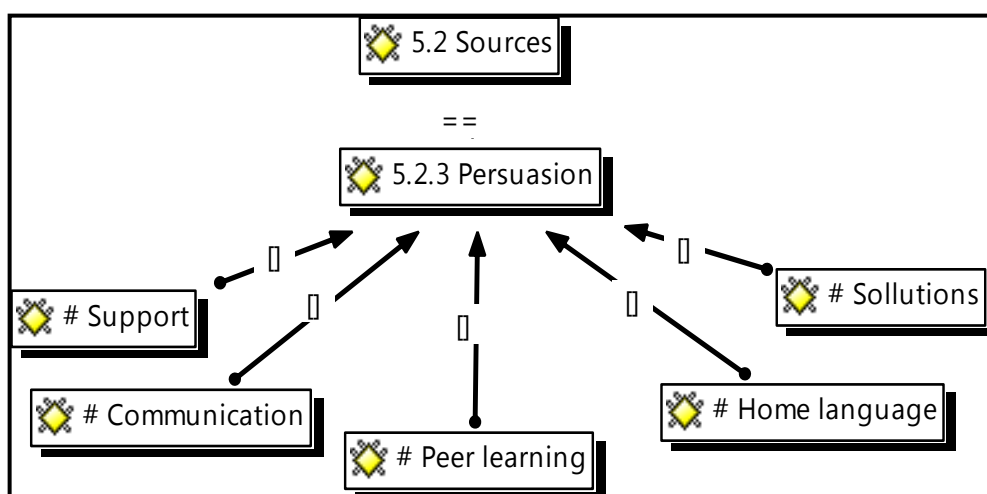 5.2 Sources
==
5.2.3 Persuasion
[]
[]
[]
[]
[]
# Support
# Sollutions
# Communication
# Home language
# Peer learning